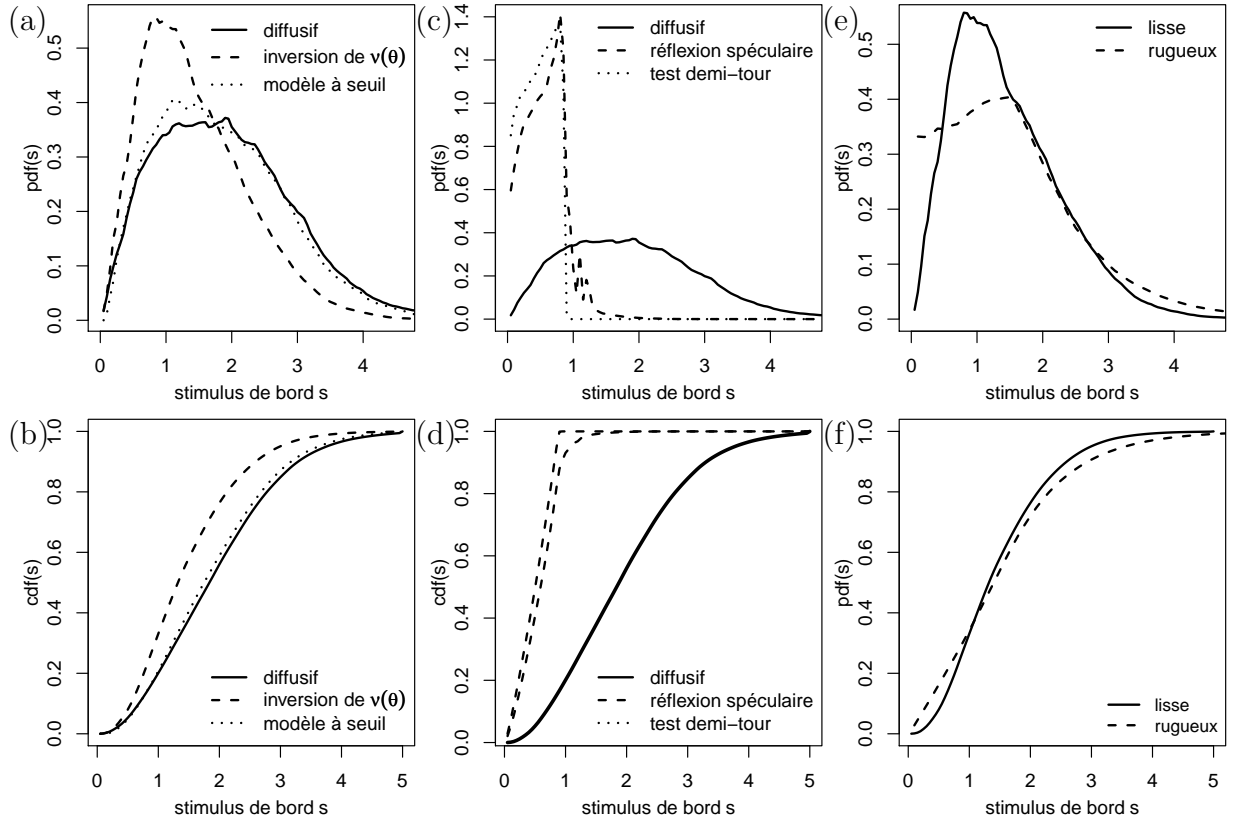 (a)
pdf(s)
0.0 0.1 0.2 0.3 0.4 0.5
diffusif
inversion de ν(θ)
modèle à seuil
0 1 2 3 4
stimulus de bord s
(c)
pdf(s)
0.0 0.2 0.4 0.6 0.8 1.0 1.2 1.4
diffusif
réflexion spéculaire
test demi−tour
0 1 2 3 4
stimulus de bord s
(e)
pdf(s)
0.0 0.1 0.2 0.3 0.4 0.5
lisse
rugueux
0 1 2 3 4
stimulus de bord s
(b)
cdf(s)
0.0 0.2 0.4 0.6 0.8 1.0
diffusif
inversion de ν(θ)
modèle à seuil
0 1 2 3 4 5
stimulus de bord s
(d)
cdf(s)
0.0 0.2 0.4 0.6 0.8 1.0
diffusif
réflexion spéculaire
test demi−tour
0 1 2 3 4 5
stimulus de bord s
(f)
pdf(s)
0.0 0.2 0.4 0.6 0.8 1.0
lisse
rugueux
0 1 2 3 4 5
stimulus de bord s